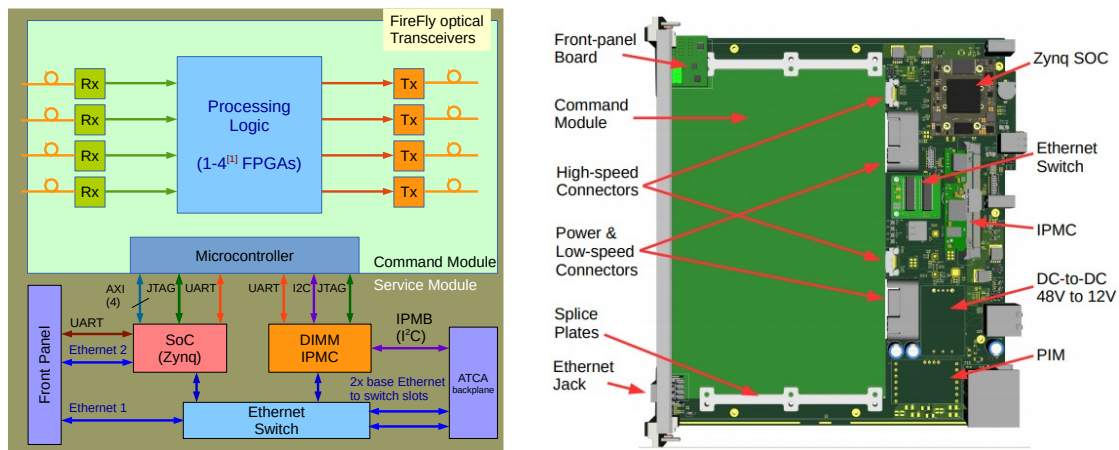 FireFly optical
Transceivers
Rx
Rx
Rx
Rx
Processing
Logic
(1-4[1] FPGAs)
Tx
Tx
Tx
Tx
Microcontroller
Command Module
Service Module
AXI
(4)
JTAG
UART
UART
I2C
JTAG
Front Panel
UART
Ethernet 2
Ethernet 1
SoC
(Zynq)
DIMM
IPMC
IPMB
(I2C)
ATCA
backplane
2x base Ethernet
to switch slots
Ethernet
Switch
Front-panel
Board
Command
Module
High-speed
Connectors
Power &
Low-speed
Connectors
Splice
Plates
Ethernet
Jack
Zynq SOC
Ethernet
Switch
IPMC
DC-to-DC
48V to 12V
PIM